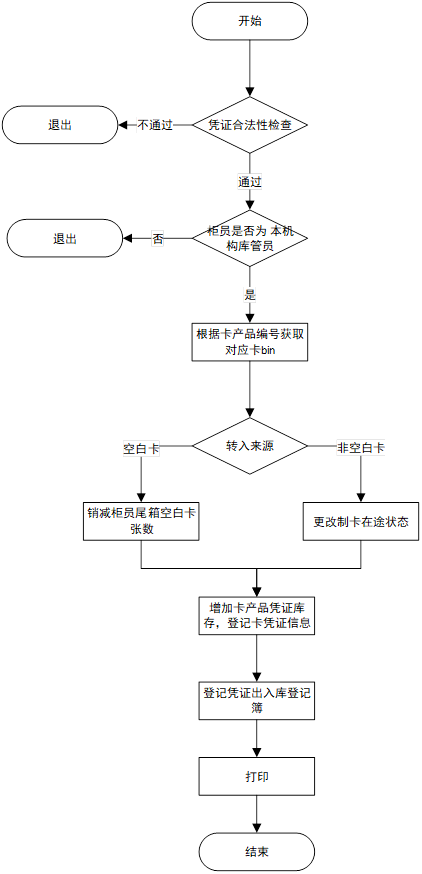 开始
凭证合法性检查
不通过
退出
通过
柜员是否为 本机
构库管员
否
退出
是
根据卡产品编号获取
对应卡bin
转入来源
空白卡
非空白卡
销减柜员尾箱空白卡
张数
更改制卡在途状态
增加卡产品凭证库
存，登记卡凭证信息
登记凭证出入库登记
簿
打印
结束